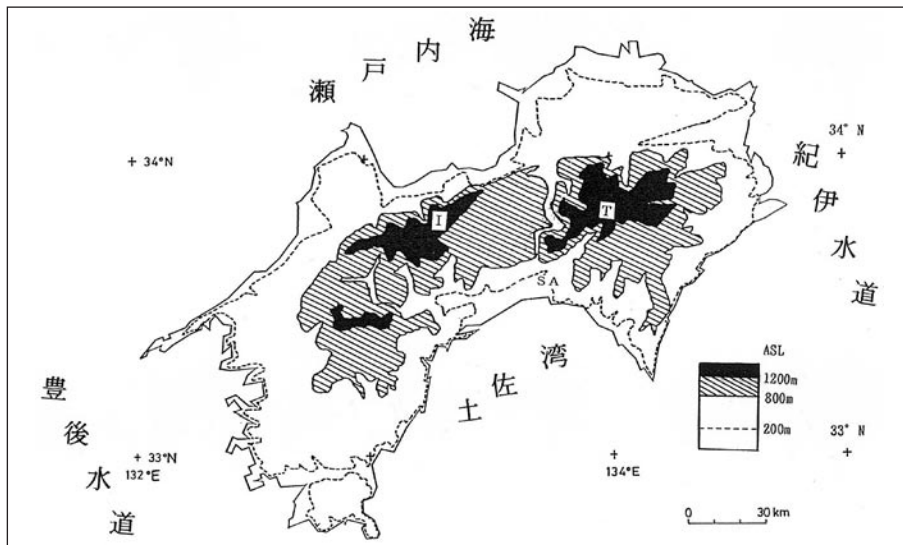 瀬戸内海
34° N
+ 34°N
紀伊水道
I
T
SA
土佐湾
ASL
1200m
800m
200m
豊後水道
+ 33°N
132°E
+
134°E
33° N
0 30 km